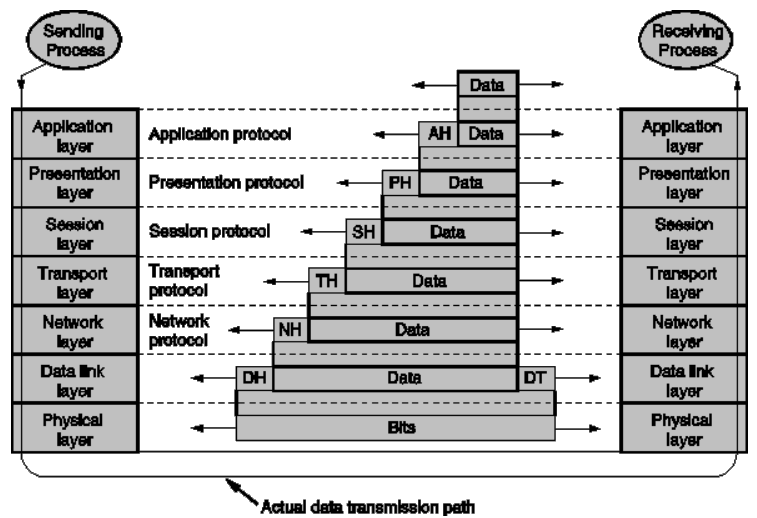 Sending
Process
Receiving
Process
Data
Application
layer
Application protocol
AH
Data
Application
layer
Presentation
layer
Presentation protocol
PH
Data
Presentation
layer
Session
layer
Session protocol
SH
Data
Session
layer
Transport
layer
Transport
protocol
TH
Data
Transport
layer
Network
layer
Network
protocol
NH
Data
Network
layer
Data link
layer
DH
Data
DT
Data link
layer
Physical
layer
Bits
Physical
layer
Actual data transmission path